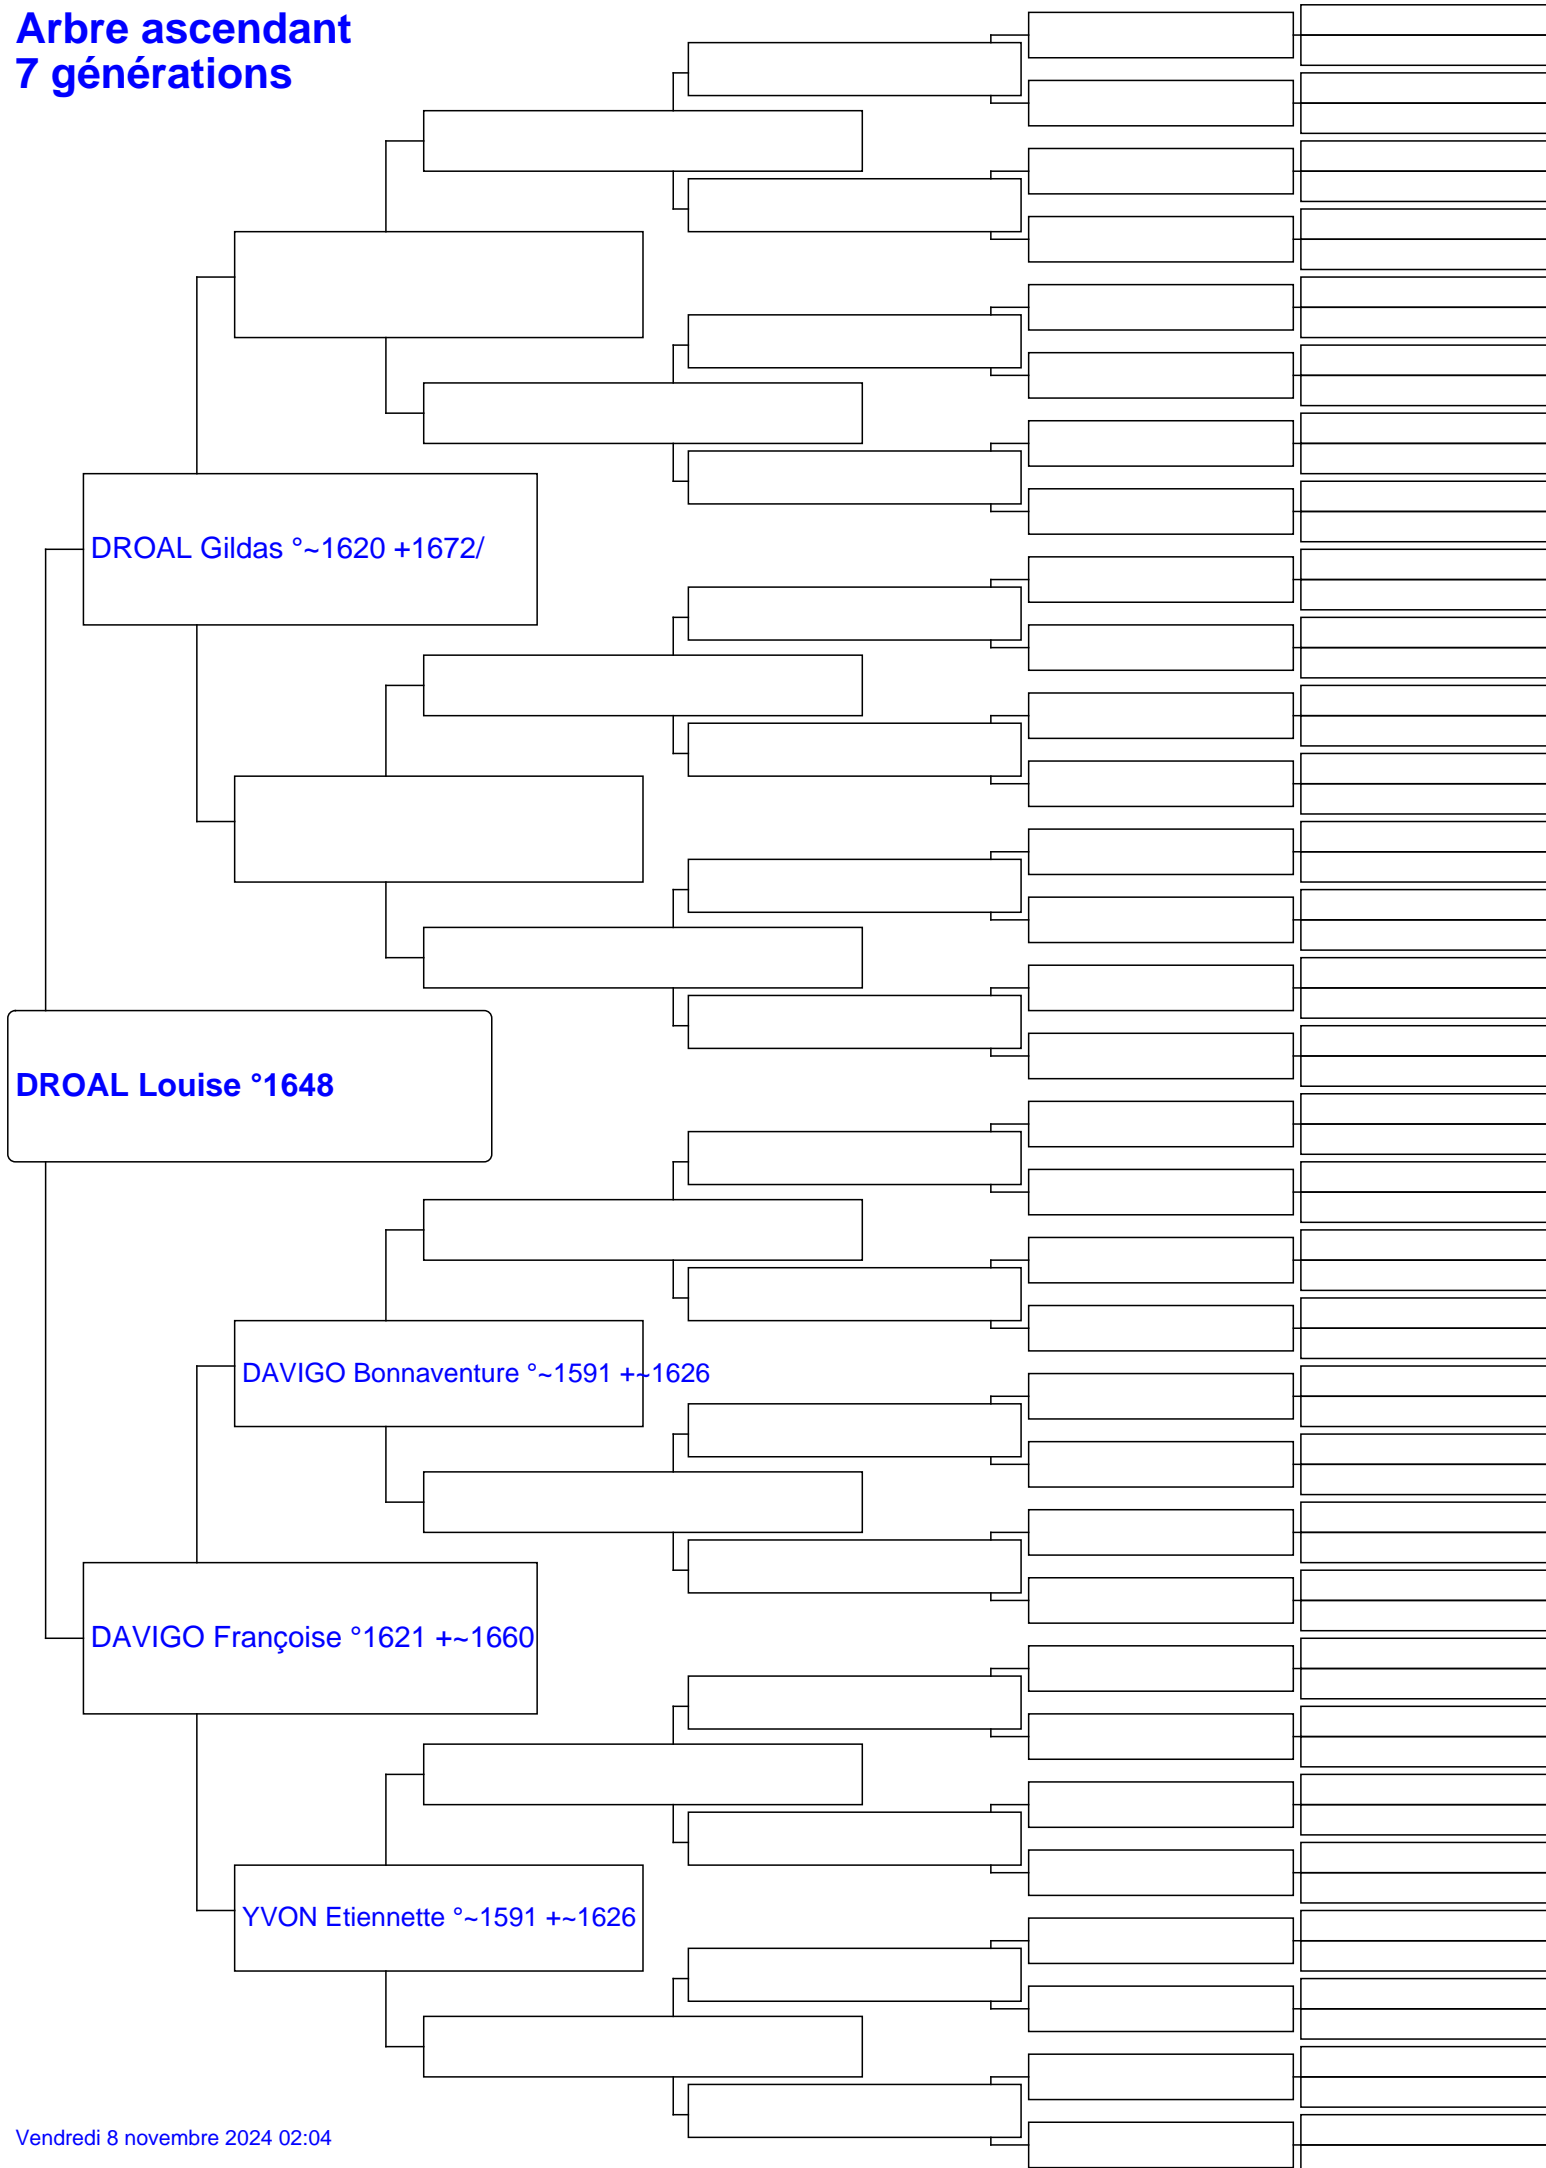 Arbre ascendant
7 générations
DROAL Gildas °~1620 +1672/
DROAL Louise °1648
DAVIGO Bonnaventure °~1591 +~1626
DAVIGO Françoise °1621 +~1660
YVON Etiennette °~1591 +~1626
Vendredi 8 novembre 2024 02:04